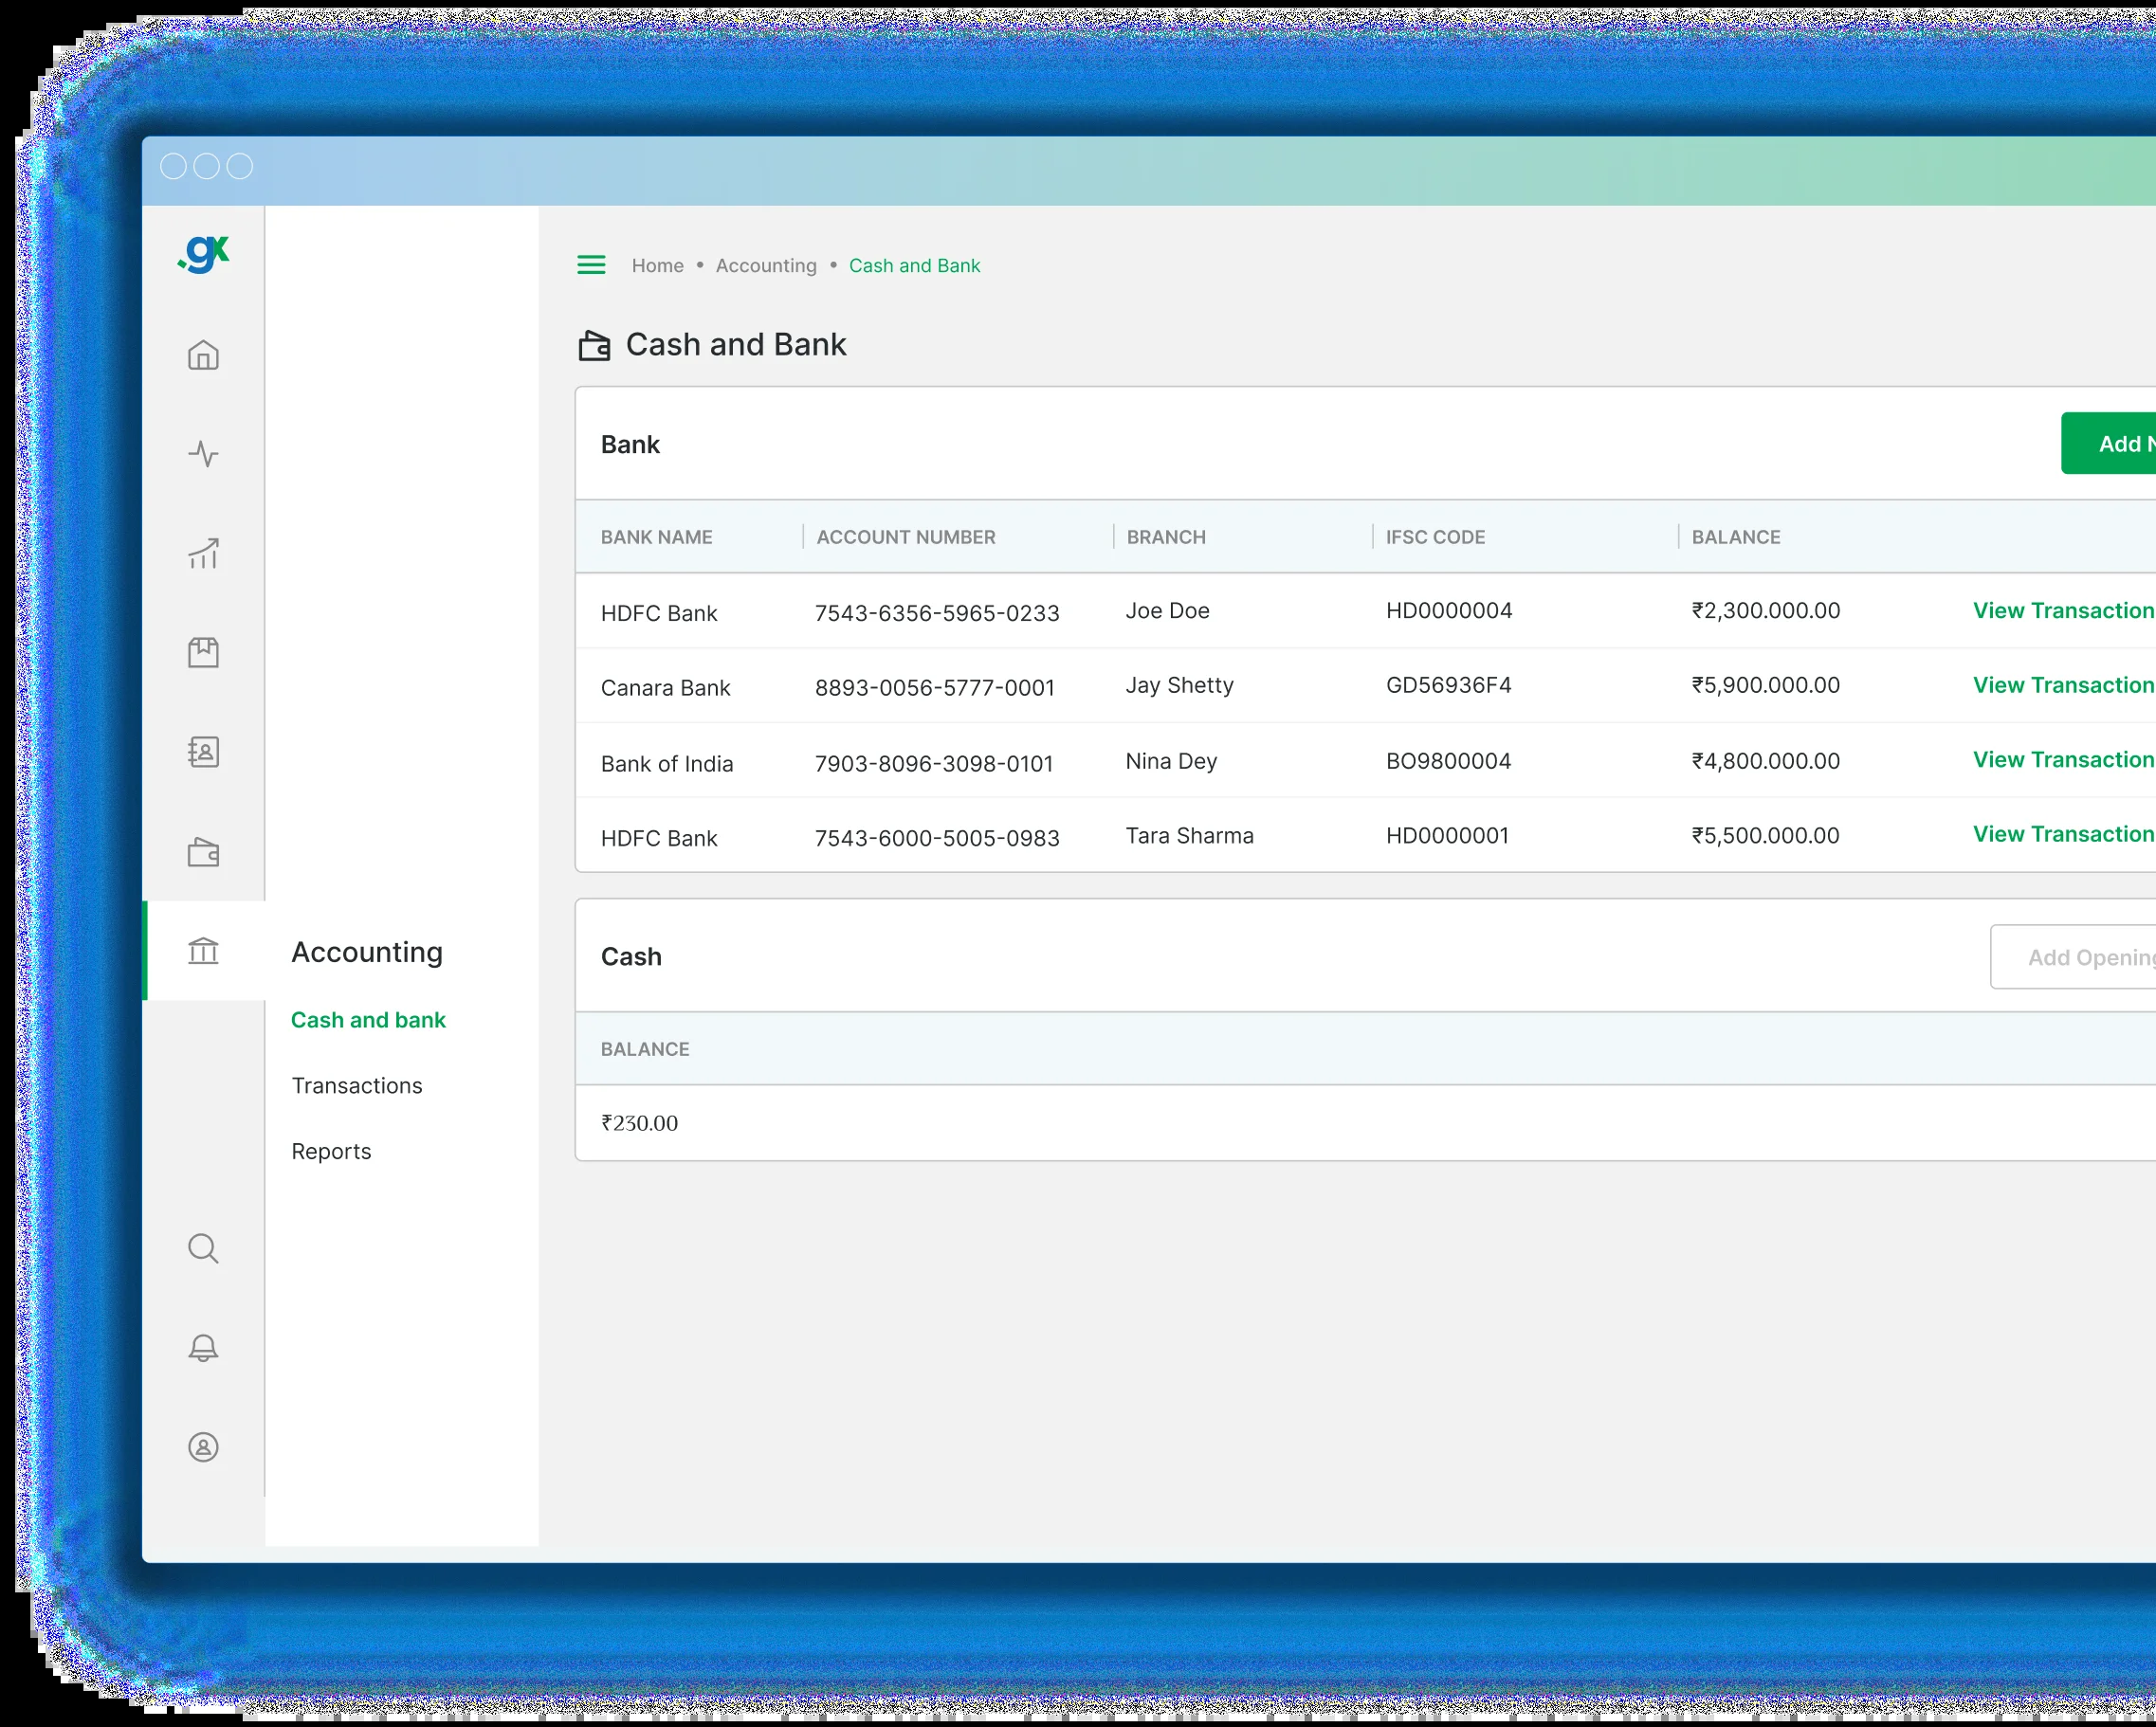 .gx
Home • Accounting • Cash and Bank
Cash and Bank
Bank
Add
BANK NAME ACCOUNT NUMBER BRANCH IFSC CODE BALANCE
HDFC Bank 7543-6356-5965-0233 Joe Doe HD0000004 ₹2,300.000.00 View Transaction
Canara Bank 8893-0056-5777-0001 Jay Shetty GD56936F4 ₹5,900.000.00 View Transaction
Bank of India 7903-8096-3098-0101 Nina Dey BO9800004 ₹4,800.000.00 View Transaction
HDFC Bank 7543-6000-5005-0983 Tara Sharma HD0000001 ₹5,500.000.00 View Transaction
Accounting
Cash and bank
Transactions
Reports
Cash
Add Opening
BALANCE
₹230.00